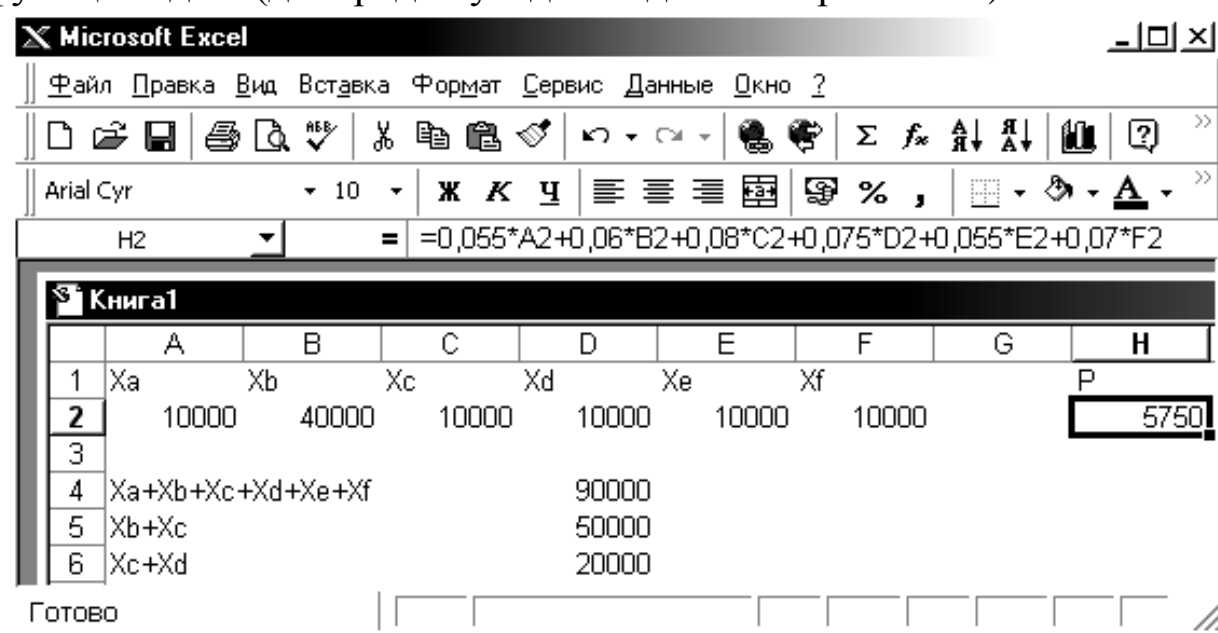 Microsoft Excel
Файл Правка Вид Вставка Формат Сервис Данные Окно ?
Arial Cyr 10 Ж К Ч % ,
H2 = =0,055*A2+0,06*B2+0,08*C2+0,075*D2+0,055*E2+0,07*F2
Книга1
A B C D E F G H
1 Xa Xb Xc Xd Xe Xf P
2 10000 40000 10000 10000 10000 10000 5750
3
4 Xa+Xb+Xc+Xd+Xe+Xf 90000
5 Xb+Xc 50000
6 Xc+Xd 20000
Готово